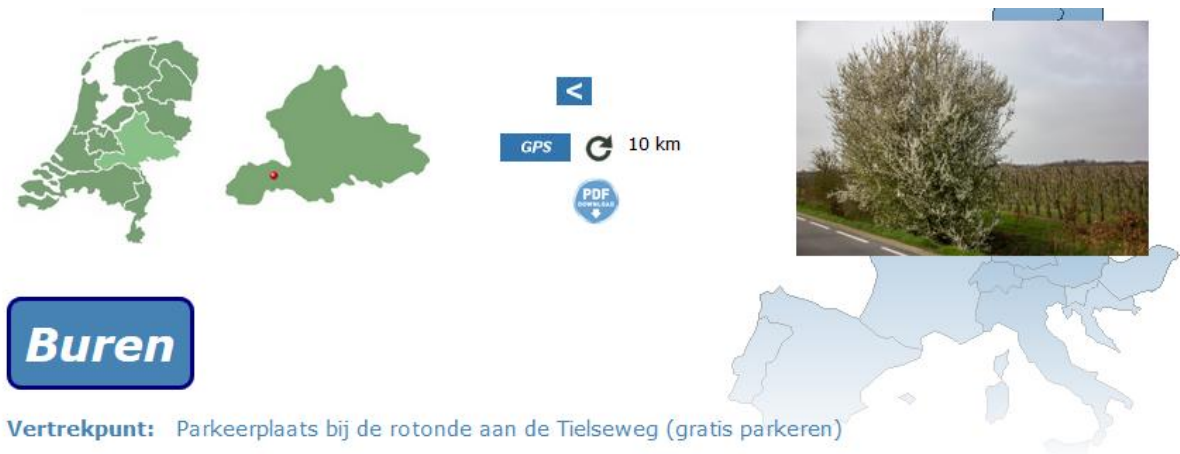 <
GPS 10 km
PDF
DOWNLOAD
Buren
Vertrekpunt: Parkeerplaats bij de rotonde aan de Tielseweg (gratis parkeren)